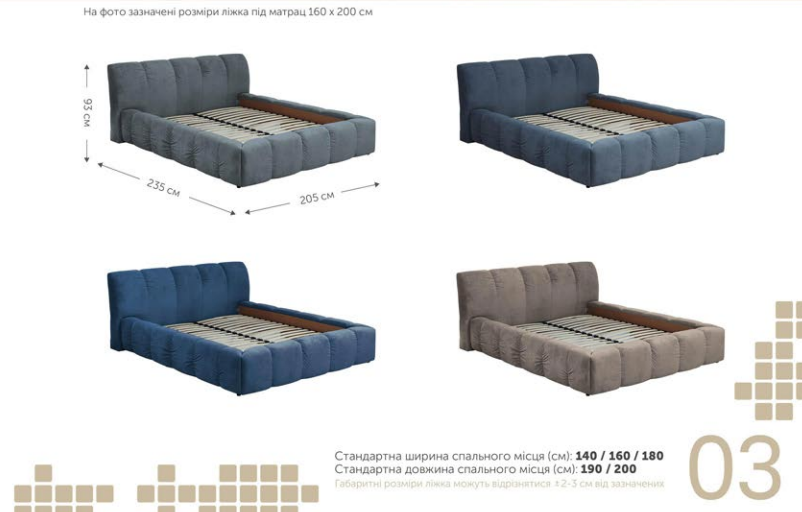 На фото зазначені розміри ліжка під матрац 160 х 200 см
93 см
235 см
205 см
Стандартна ширина спального місця (см): 140 / 160 / 180
Стандартна довжина спального місця (см): 190 / 200
Габаритні розміри ліжка можуть відрізнятися ±2-3 см від зазначених
03